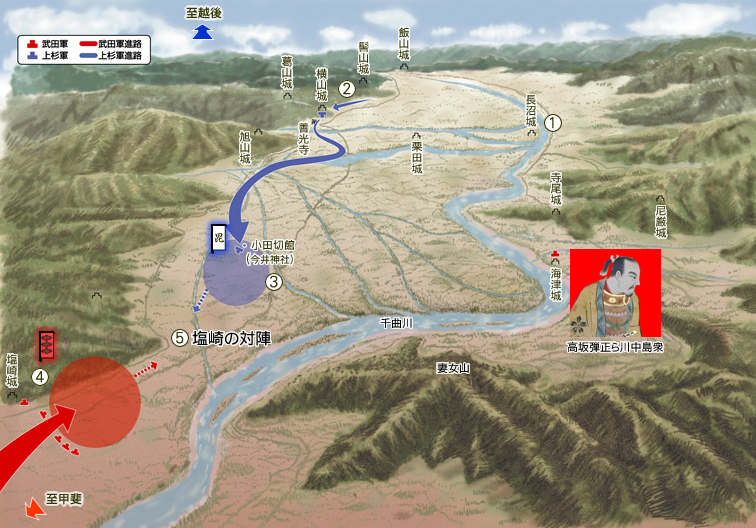 至越後
武田軍 武田軍進路
上杉軍 上杉軍進路
飯山城
髻山城
葛山城
横山城
②
長沼城
①
善光寺
旭山城
栗田城
寺尾城
尼厳城
毘
小田切館
(今井神社)
海津城
③
千曲川
高坂弾正ら川中島衆
⑤塩崎の対陣
塩崎城
④
妻女山
至甲斐